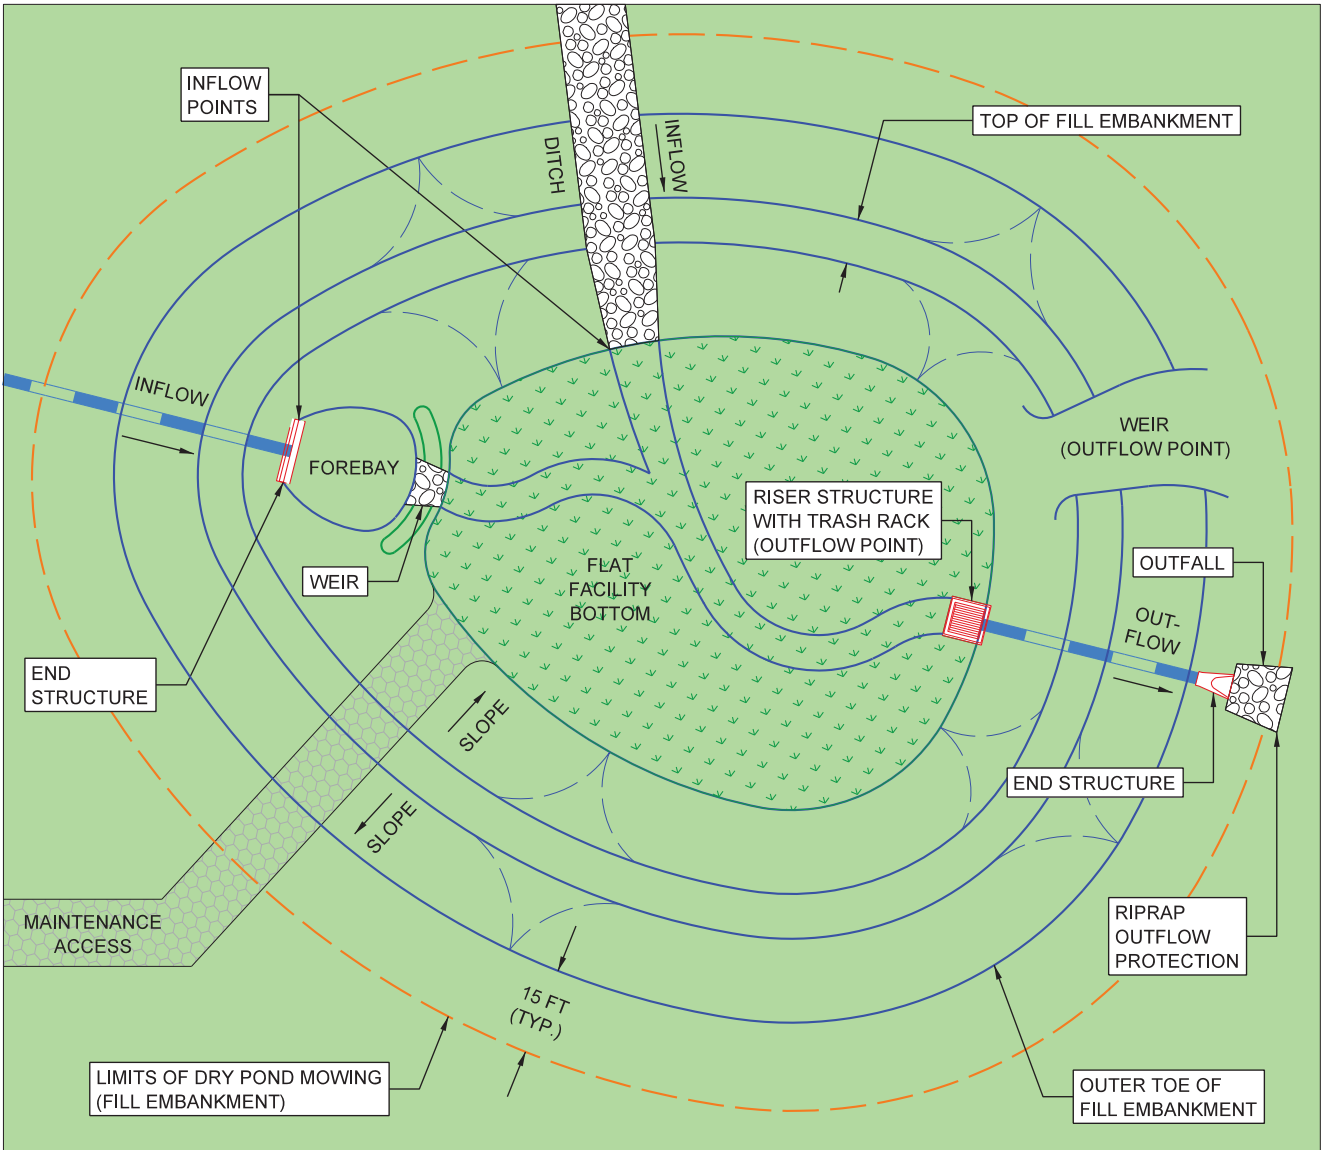 INFLOW
POINTS
DITCH
INFLOW
TOP OF FILL EMBANKMENT
INFLOW
FOREBAY
WEIR
(OUTFLOW POINT)
RISER STRUCTURE
WITH TRASH RACK
(OUTFLOW POINT)
WEIR
FLAT
FACILITY
BOTTOM
OUTFALL
OUT-
FLOW
END
STRUCTURE
SLOPE
SLOPE
END STRUCTURE
MAINTENANCE
ACCESS
RIPRAP
OUTFLOW
PROTECTION
15 FT
(TYP.)
LIMITS OF DRY POND MOWING
(FILL EMBANKMENT)
OUTER TOE OF
FILL EMBANKMENT